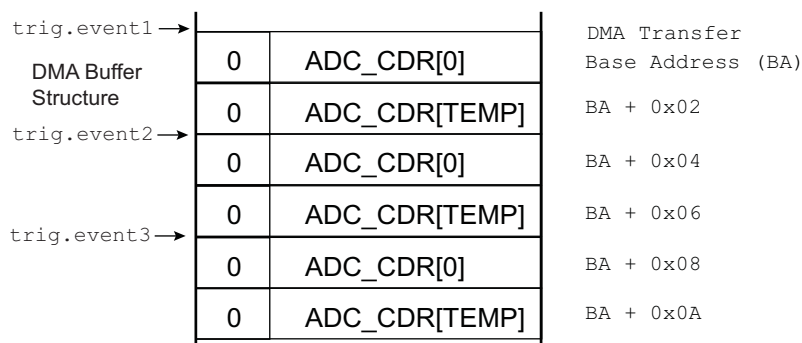 trig.event1
DMA Transfer
DMA Buffer
Structure
0 ADC_CDR[0] Base Address (BA)
0 ADC_CDR[TEMP] BA + 0x02
trig.event2
0 ADC_CDR[0] BA + 0x04
0 ADC_CDR[TEMP] BA + 0x06
trig.event3
0 ADC_CDR[0] BA + 0x08
0 ADC_CDR[TEMP] BA + 0x0A